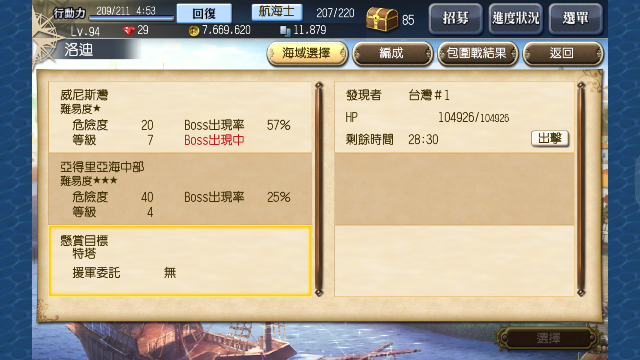 行動力 209/211 4:53 回復 航海士 207/220 85 招募 進度狀況 選單
Lv.94 29 7.669.620 11.879
洛迪 海域選擇 編成 包圍戰結果 返回
威尼斯灣
難易度★
危險度 20 Boss出現率 57%
等級 7 Boss出現中
亞得里亞海中部
難易度★★★
危險度 40 Boss出現率 25%
等級 4
懸賞目標
特塔
援軍委託 無
發現者 台灣#1
HP 104926/104926
剩餘時間 28:30 出擊
選擇